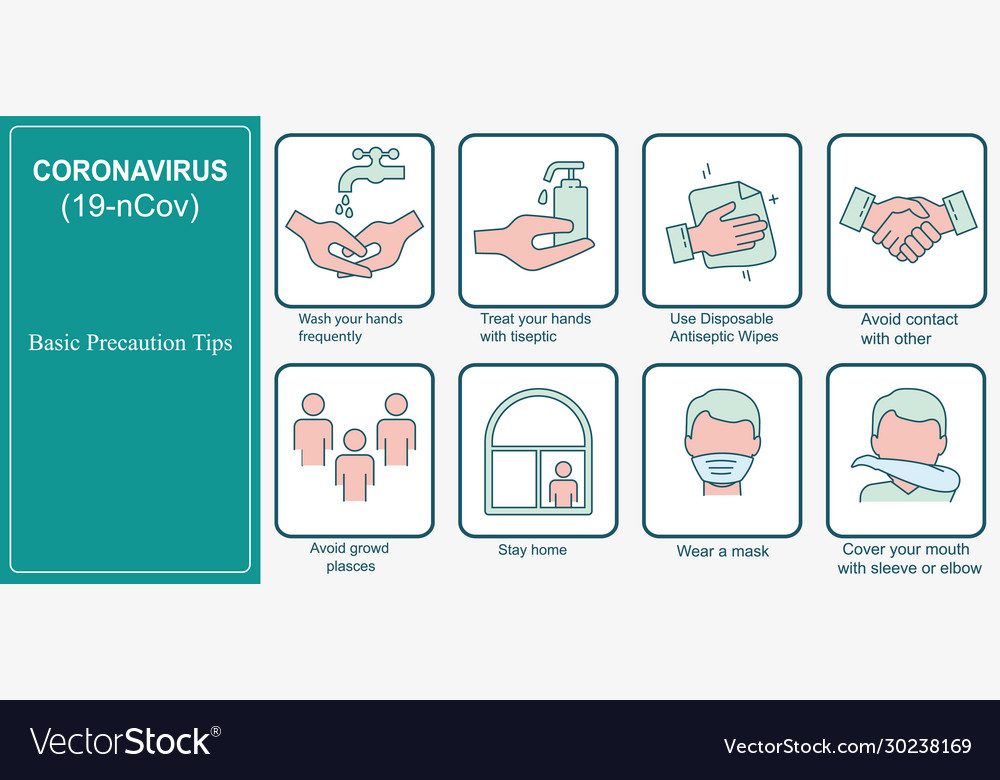 CORONAVIRUS
(19-nCov)
Basic Precaution Tips
Wash your hands
frequently
Treat your hands
with tiseptic
Use Disposable
Antiseptic Wipes
Avoid contact
with other
Avoid growd
plasces
Stay home
Wear a mask
Cover your mouth
with sleeve or elbow
VectorStock®
VectorStock.com/30238169